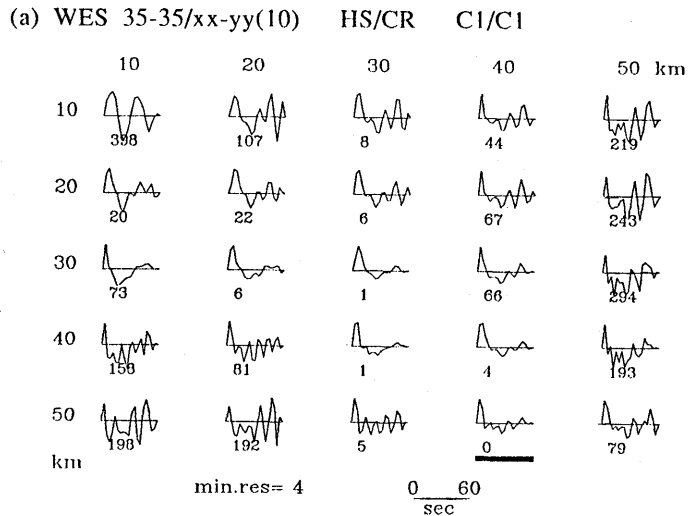 (a) WES 35-35/xx-yy(10) HS/CR C1/C1
10 20 30 40 50 km
10
398 107 8 44 219
20
20 22 6 67 243
30
73 6 1 66 294
40
158 81 1 4 193
50
198 192 5 0 79
km
min.res= 4 0 60
sec